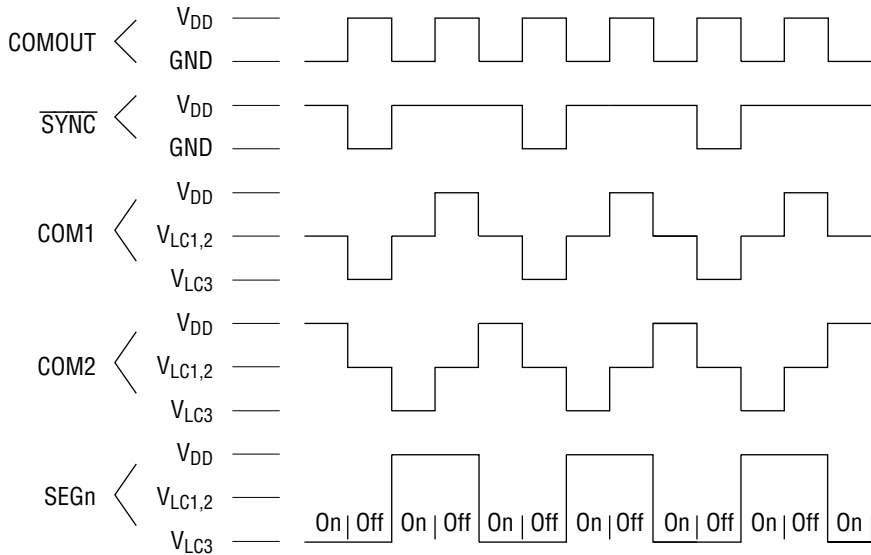 V_DD
COMOUT
GND
V_DD
SYNC
GND
V_DD
COM1
V_LC1,2
V_LC3
V_DD
COM2
V_LC1,2
V_LC3
V_DD
SEGn
V_LC1,2
On | Off On | Off On | Off On | Off On | Off On | Off On |
V_LC3